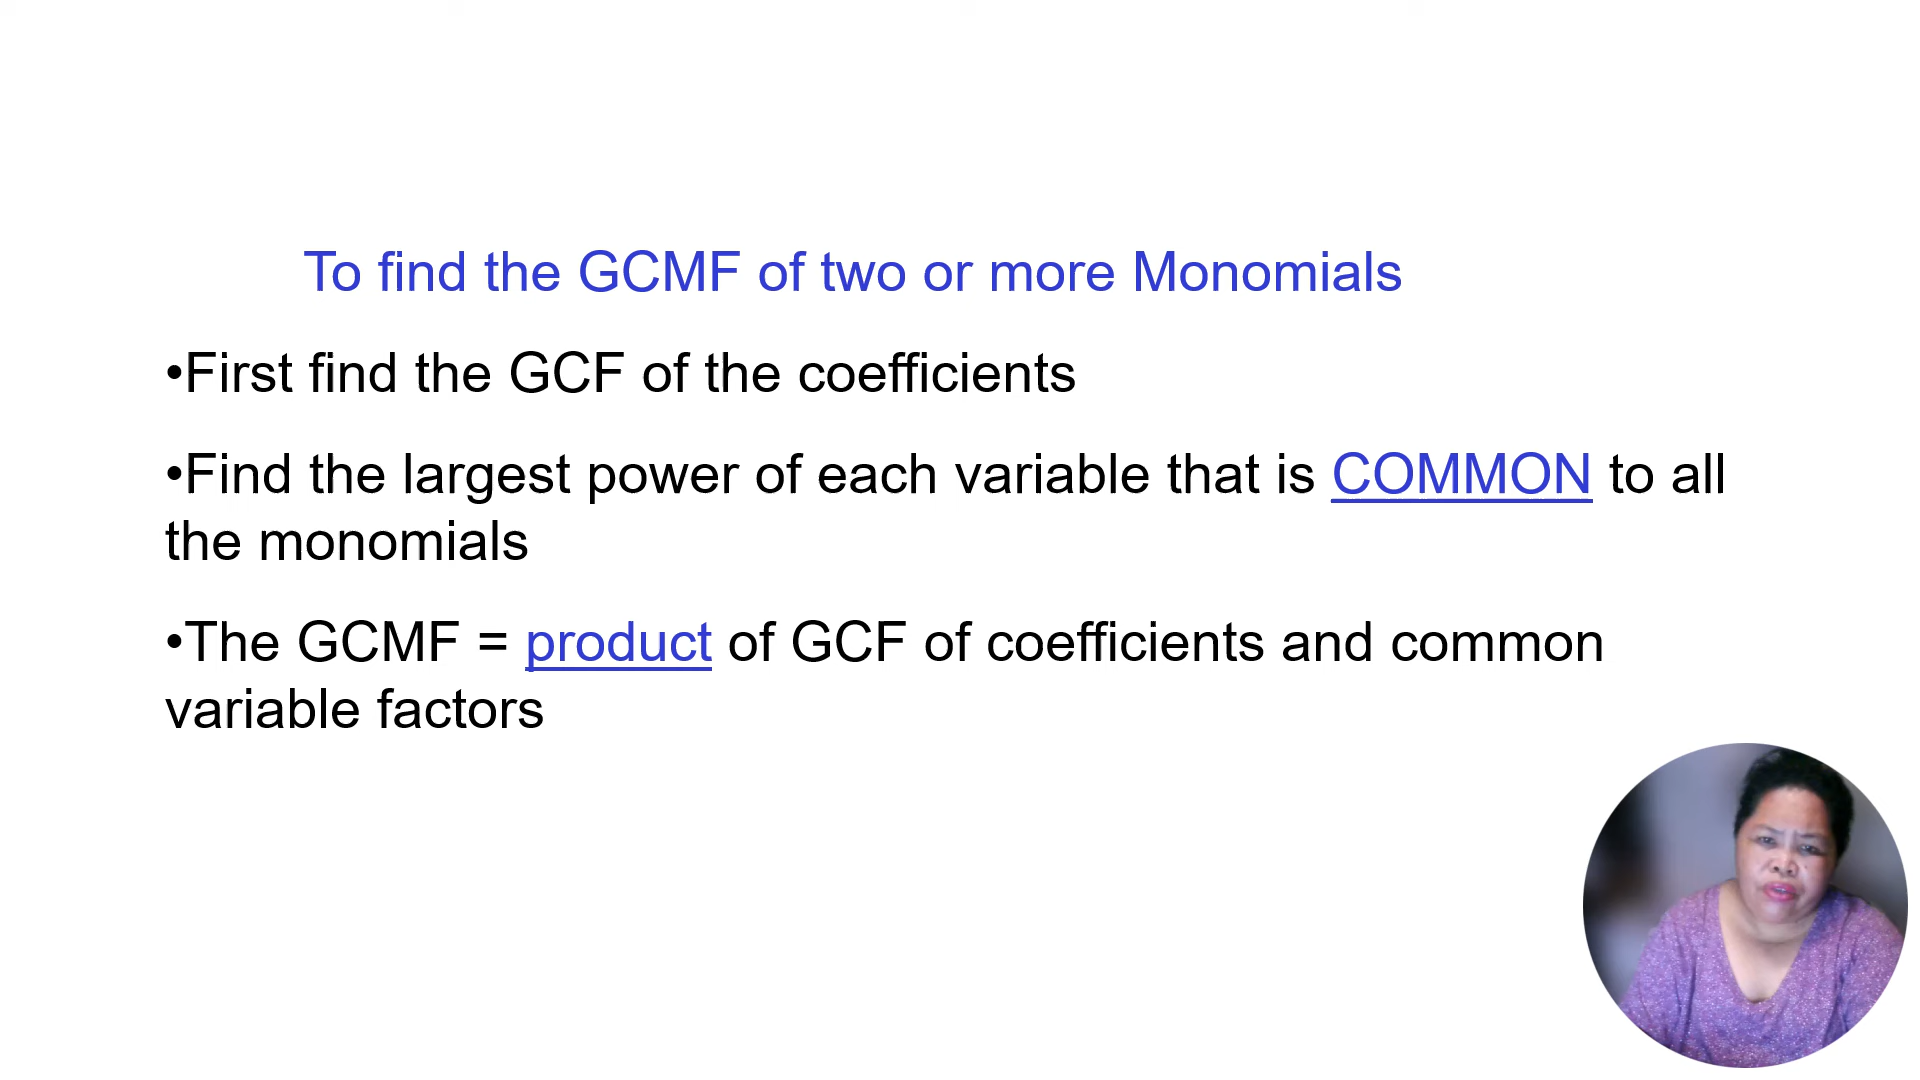 To find the GCMF of two or more Monomials
•First find the GCF of the coefficients
•Find the largest power of each variable that is COMMON to all
the monomials
•The GCMF = product of GCF of coefficients and common
variable factors